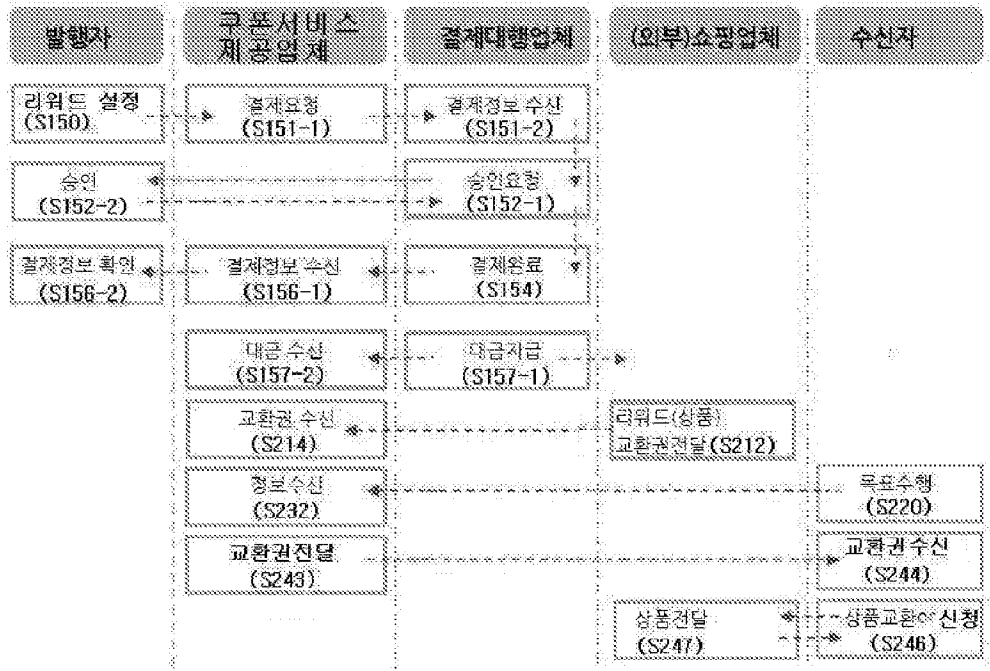 발행자
쿠폰서비스
제공업체
결제대행업체
(외부)쇼핑업체
수신자
리워드 설정
(S150)
결제요청
(S151-1)
결제정보 수신
(S151-2)
승인
(S152-2)
승인요청
(S152-1)
결제정보 확인
(S156-2)
결제정보 수신
(S156-1)
결제완료
(S154)
대금 수신
(S157-2)
대금지급
(S157-1)
교환권 수신
(S214)
리워드(상품)
교환권전달(S212)
정보수신
(S232)
목표수행
(S220)
교환권전달
(S243)
교환권수신
(S244)
상품전달
(S247)
상품교환 신청
(S246)